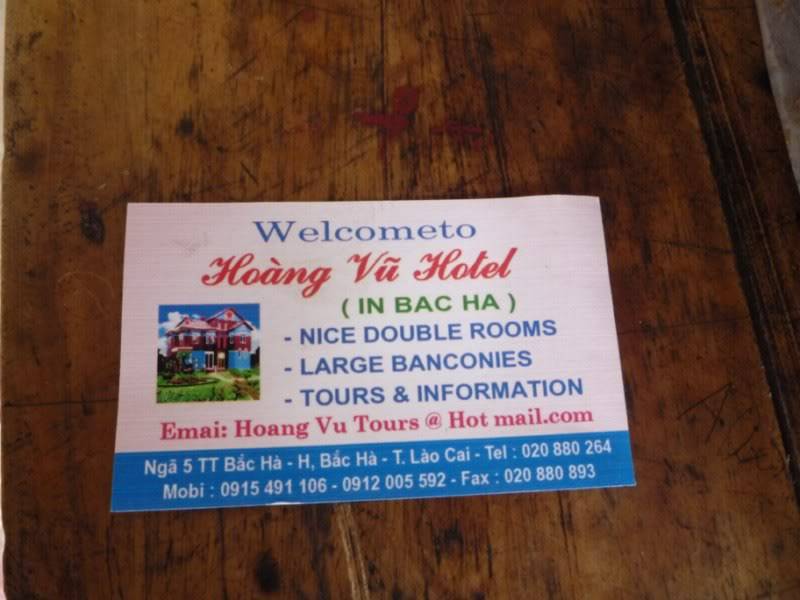 Welcometo
Hoàng Vũ Hotel
( IN BAC HA )
- NICE DOUBLE ROOMS
- LARGE BANCONIES
- TOURS & INFORMATION
Emai: Hoang Vu Tours @ Hot mail.com
Ngã 5 TT Bắc Hà - H, Bắc Hà - T. Lào Cai - Tel : 020 880 264
Mobi : 0915 491 106 - 0912 005 592 - Fax : 020 880 893